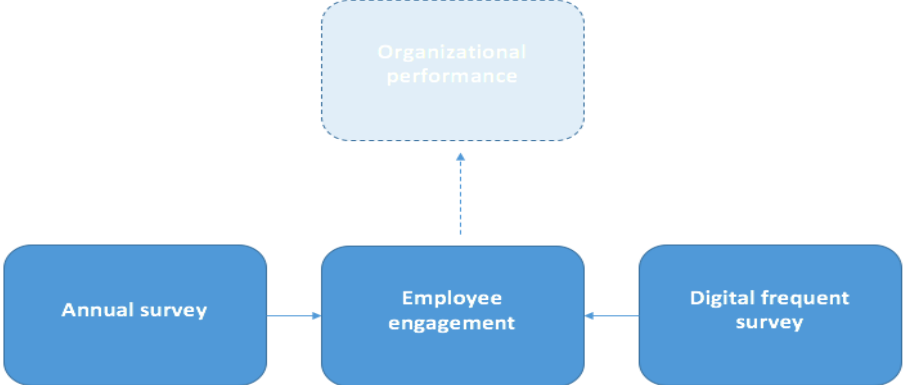 Organizational
performance
Annual survey
Employee
engagement
Digital frequent
survey